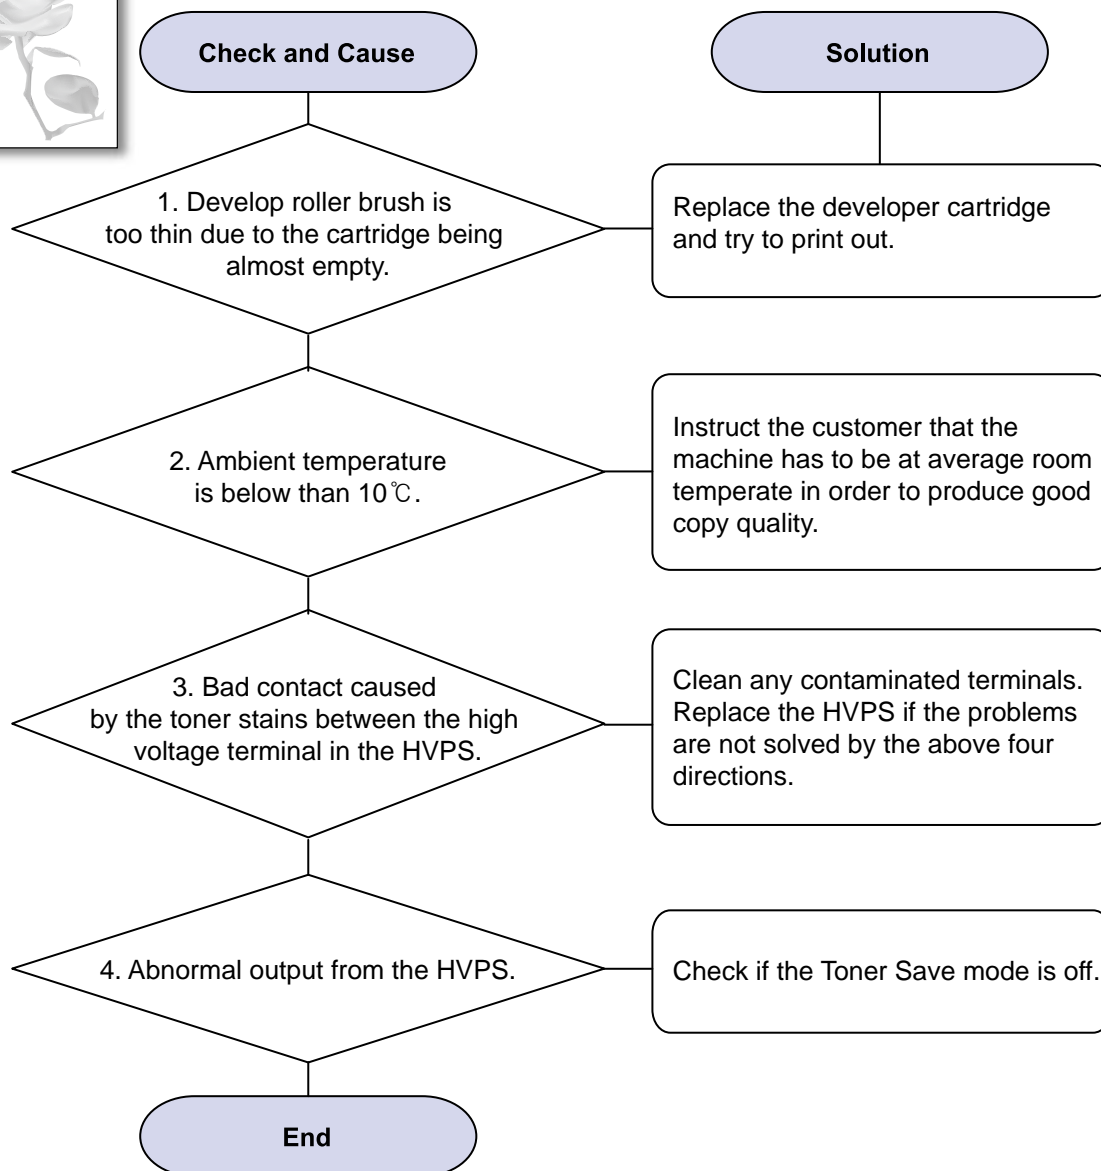 Check and Cause
Solution
1. Develop roller brush is
too thin due to the cartridge being
almost empty.
Replace the developer cartridge
and try to print out.
2. Ambient temperature
is below than 10℃.
Instruct the customer that the
machine has to be at average room
temperate in order to produce good
copy quality.
3. Bad contact caused
by the toner stains between the high
voltage terminal in the HVPS.
Clean any contaminated terminals.
Replace the HVPS if the problems
are not solved by the above four
directions.
4. Abnormal output from the HVPS.
Check if the Toner Save mode is off.
End